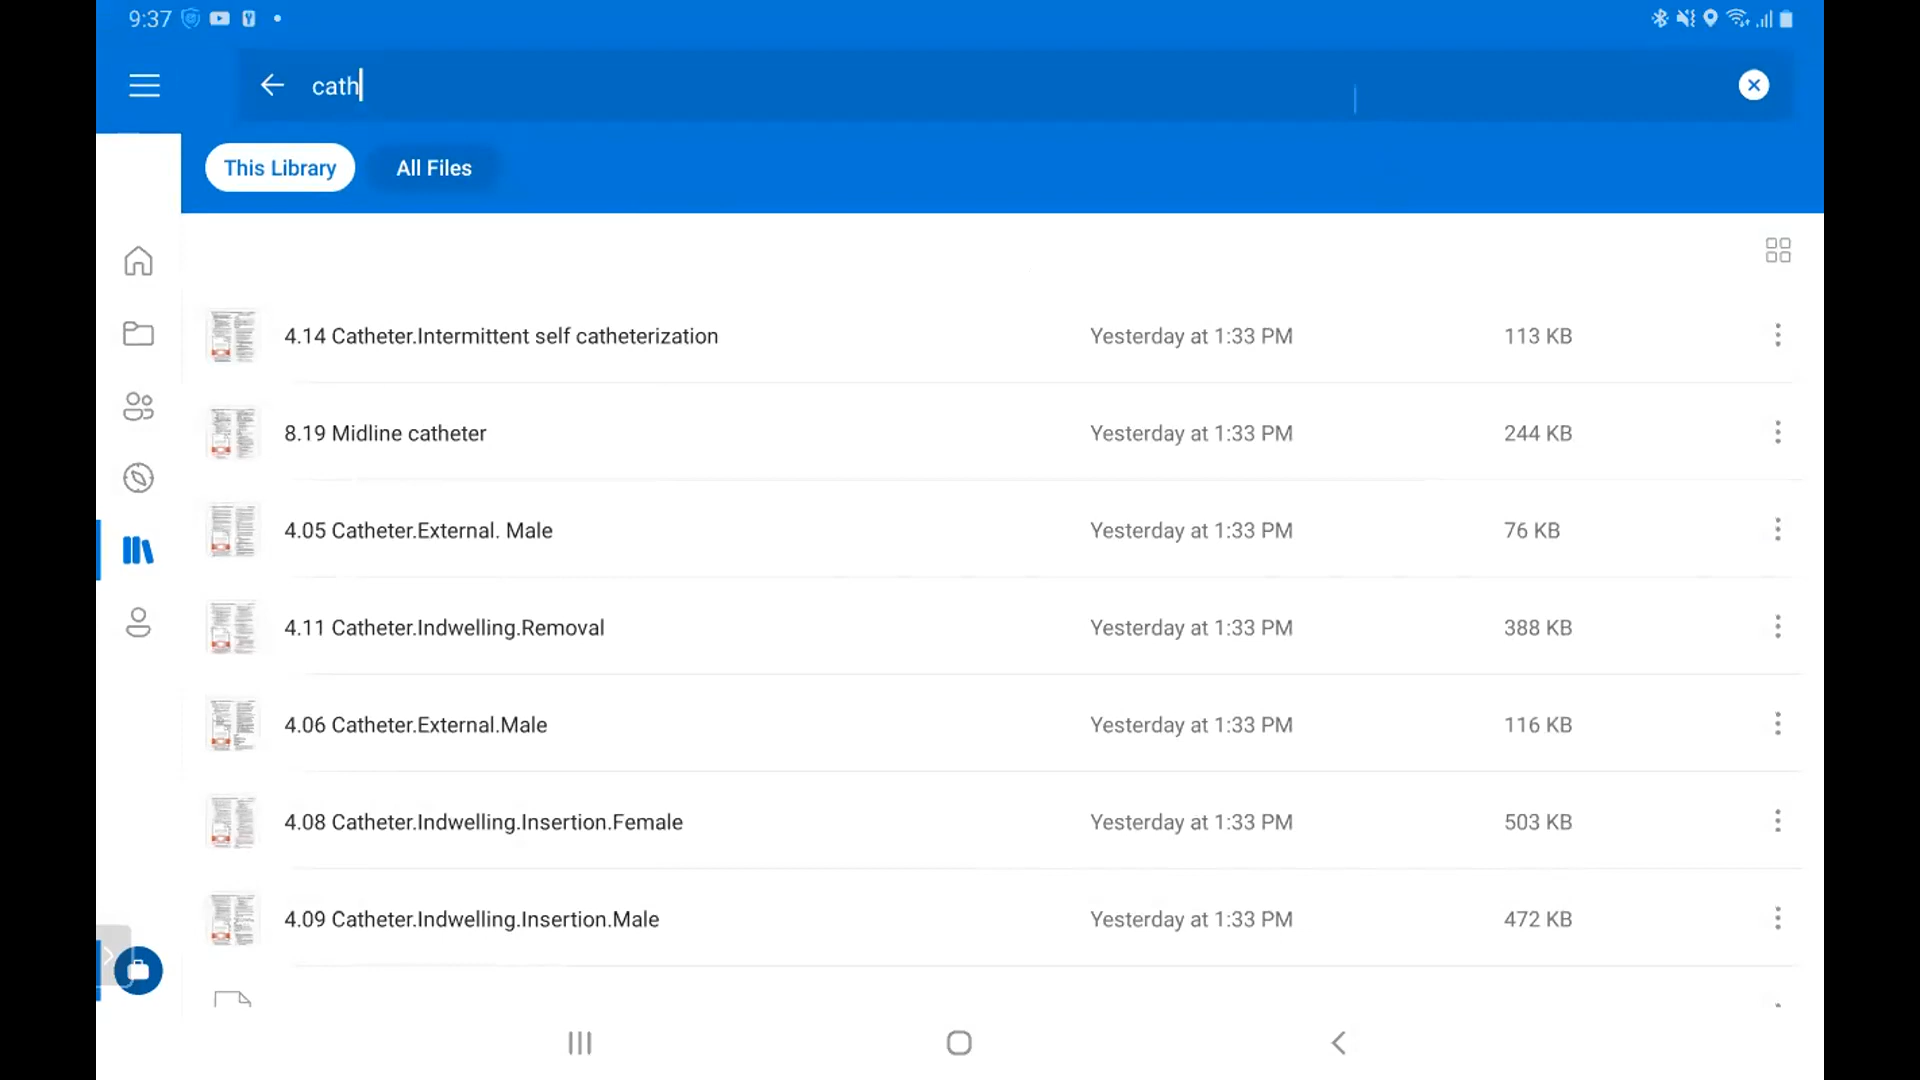 9:37
cath
This Library All Files
4.14 Catheter.Intermittent self catheterization Yesterday at 1:33 PM 113 KB
8.19 Midline catheter Yesterday at 1:33 PM 244 KB
4.05 Catheter.External. Male Yesterday at 1:33 PM 76 KB
4.11 Catheter.Indwelling.Removal Yesterday at 1:33 PM 388 KB
4.06 Catheter.External.Male Yesterday at 1:33 PM 116 KB
4.08 Catheter.Indwelling.Insertion.Female Yesterday at 1:33 PM 503 KB
4.09 Catheter.Indwelling.Insertion.Male Yesterday at 1:33 PM 472 KB